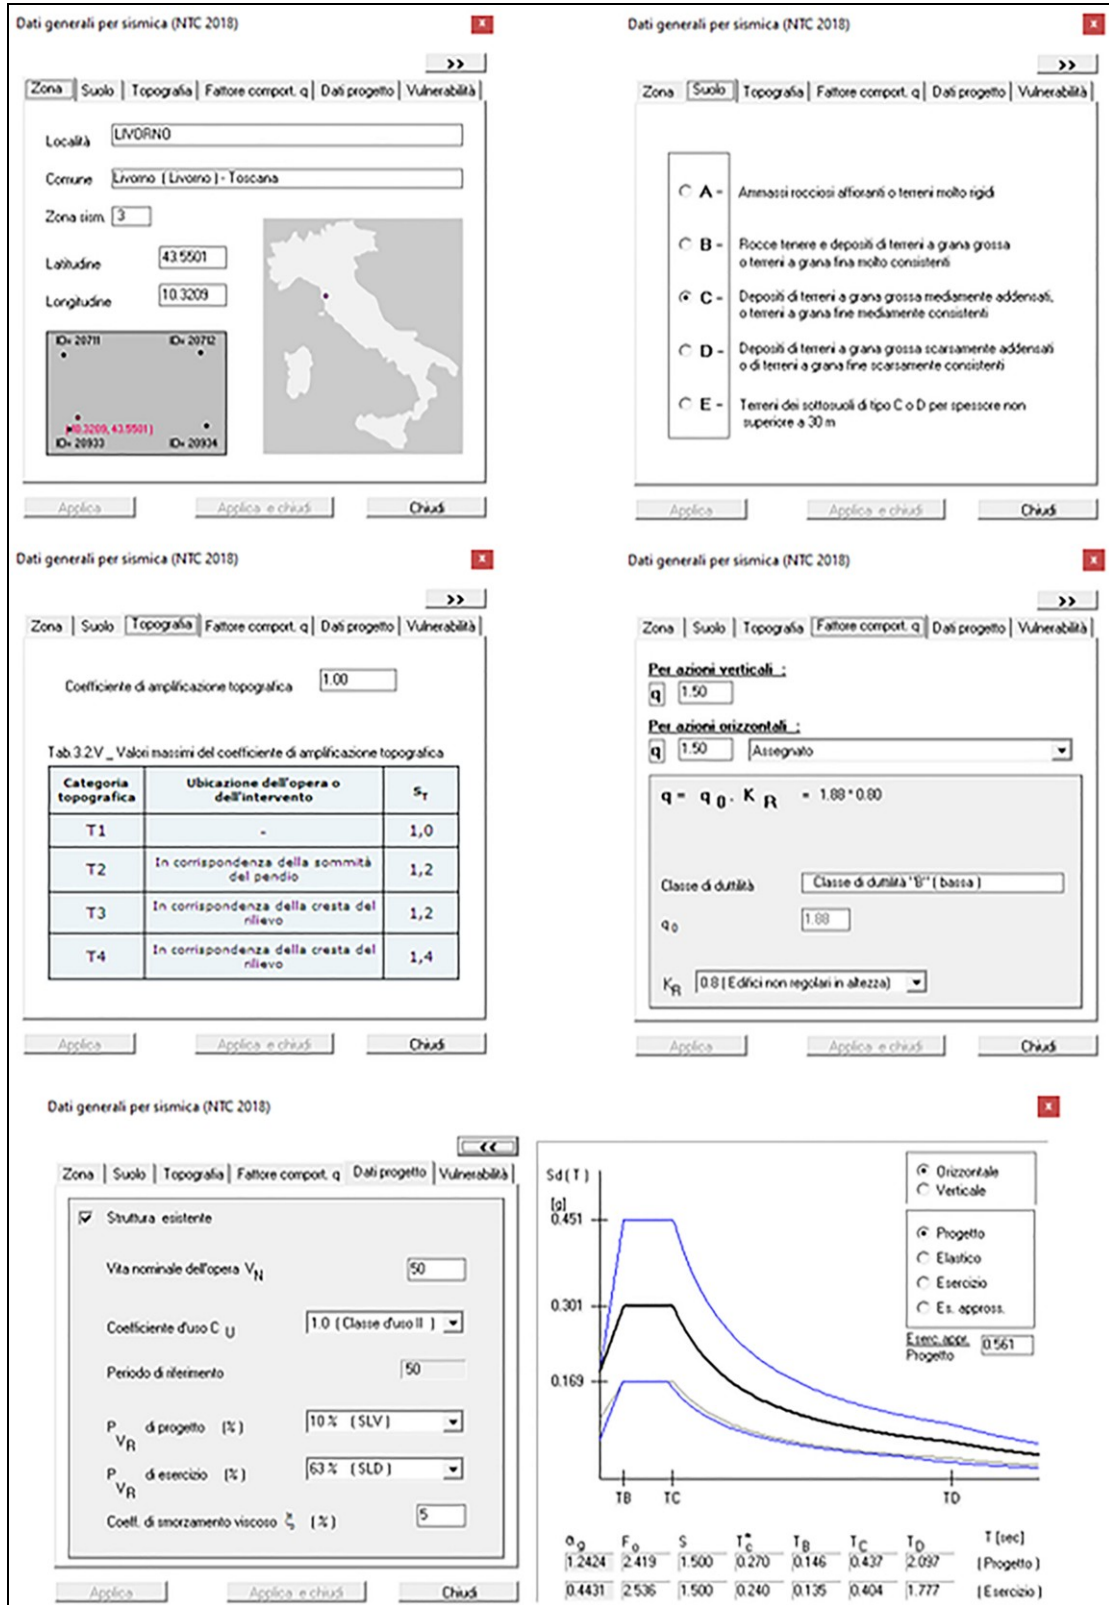 Dati generali per sismica (NTC 2018)
x
>>
Zona | Suolo | Topografia | Fattore comport. q | Dati progetto | Vulnerabilità
Località LIVORNO
Comune Livorno ( Livorno ) - Toscana
Zona sism. 3
Latitudine 43.5501
Longitudine 10.3209
ID= 20711 ID= 20712
(10.3209, 43.5501)
ID= 20933 ID= 20934
Applica Applica e chiudi Chiudi
Dati generali per sismica (NTC 2018)
x
>>
Zona | Suolo | Topografia | Fattore comport. q | Dati progetto | Vulnerabilità
A - Ammassi rocciosi affioranti o terreni molto rigidi
B - Rocce tenere e depositi di terreni a grana grossa
o terreni a grana fina molto consistenti
C - Depositi di terreni a grana grossa mediamente addensati,
o terreni a grana fine mediamente consistenti
D - Depositi di terreni a grana grossa scarsamente addensati
o di terreni a grana fine scarsamente consistenti
E - Terreni dei sottosuoli di tipo C o D per spessore non
superiore a 30 m
Applica Applica e chiudi Chiudi
Dati generali per sismica (NTC 2018)
x
>>
Zona | Suolo | Topografia | Fattore comport. q | Dati progetto | Vulnerabilità
Coefficiente di amplificazione topografica 1.00
Tab.3.2.V _ Valori massimi del coefficiente di amplificazione topografica
Categoria topografica Ubicazione dell'opera o dell'intervento ST
T1 - 1,0
T2 In corrispondenza della sommità del pendio 1,2
T3 In corrispondenza della cresta del rilievo 1,2
T4 In corrispondenza della cresta del rilievo 1,4
Applica Applica e chiudi Chiudi
Dati generali per sismica (NTC 2018)
x
>>
Zona | Suolo | Topografia | Fattore comport. q | Dati progetto | Vulnerabilità
Per azioni verticali :
q 1.50
Per azioni orizzontali :
q 1.50 Assegnato
q = q0 . KR = 1.88 * 0.80
Classe di duttilità Classe di duttilità "B" ( bassa )
q0 1.88
KR 0.8 ( Edifici non regolari in altezza)
Applica Applica e chiudi Chiudi
Dati generali per sismica (NTC 2018)
x
<<
Zona | Suolo | Topografia | Fattore comport. q | Dati progetto | Vulnerabilità
Struttura esistente
Vita nominale dell'opera VN 50
Coefficiente d'uso CU 1.0 ( Classe d'uso II )
Periodo di riferimento 50
PVR di progetto (%) 10 % ( SLV )
PVR di esercizio (%) 63 % ( SLD )
Coeff. di smorzamento viscoso ξ (%) 5
Applica Applica e chiudi Chiudi
Sd ( T )
[g]
0.451
0.301
0.169
TB TC TD
Orizzontale
Verticale
Progetto
Elastico
Esercizio
Es. appross.
Eserc.appr.
Progetto
0.561
ag Fo S Tc* TB TC TD T [sec]
1.2424 2.419 1.500 0.270 0.146 0.437 2.097 ( Progetto )
0.4431 2.536 1.500 0.240 0.135 0.404 1.777 ( Esercizio )